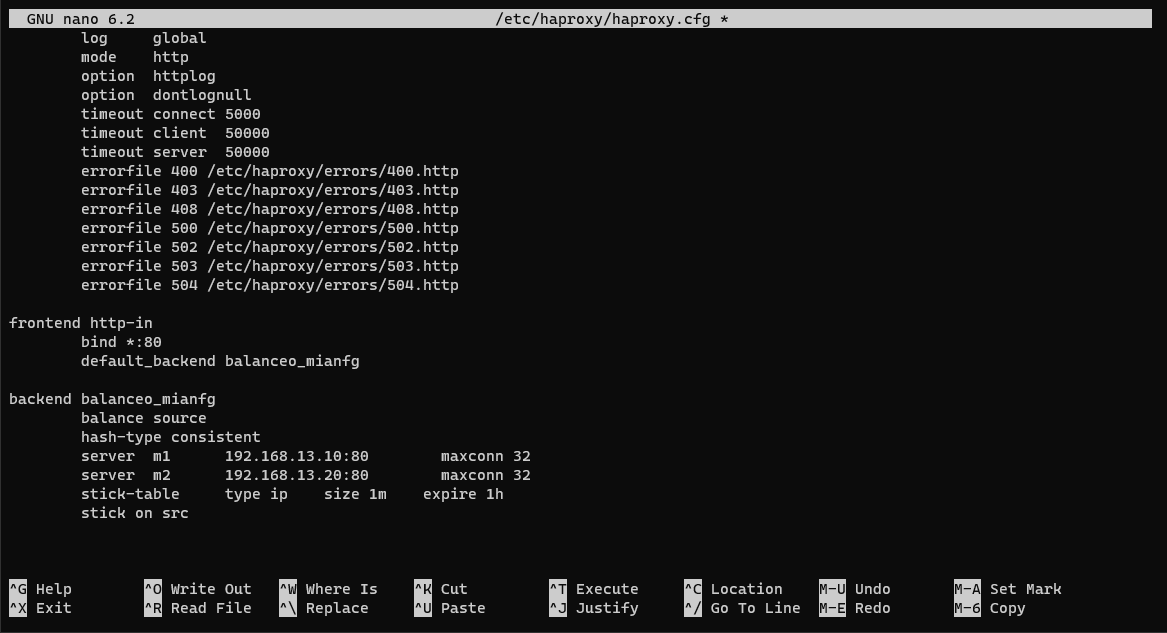 GNU nano 6.2 /etc/haproxy/haproxy.cfg *
log global
mode http
option httplog
option dontlognull
timeout connect 5000
timeout client 50000
timeout server 50000
errorfile 400 /etc/haproxy/errors/400.http
errorfile 403 /etc/haproxy/errors/403.http
errorfile 408 /etc/haproxy/errors/408.http
errorfile 500 /etc/haproxy/errors/500.http
errorfile 502 /etc/haproxy/errors/502.http
errorfile 503 /etc/haproxy/errors/503.http
errorfile 504 /etc/haproxy/errors/504.http
frontend http-in
bind *:80
default_backend balanceo_mianfg
backend balanceo_mianfg
balance source
hash-type consistent
server m1 192.168.13.10:80 maxconn 32
server m2 192.168.13.20:80 maxconn 32
stick-table type ip size 1m expire 1h
stick on src
^G Help ^O Write Out ^W Where Is ^K Cut ^T Execute ^C Location M-U Undo M-A Set Mark
^X Exit ^R Read File ^\ Replace ^U Paste ^J Justify ^/ Go To Line M-E Redo M-6 Copy